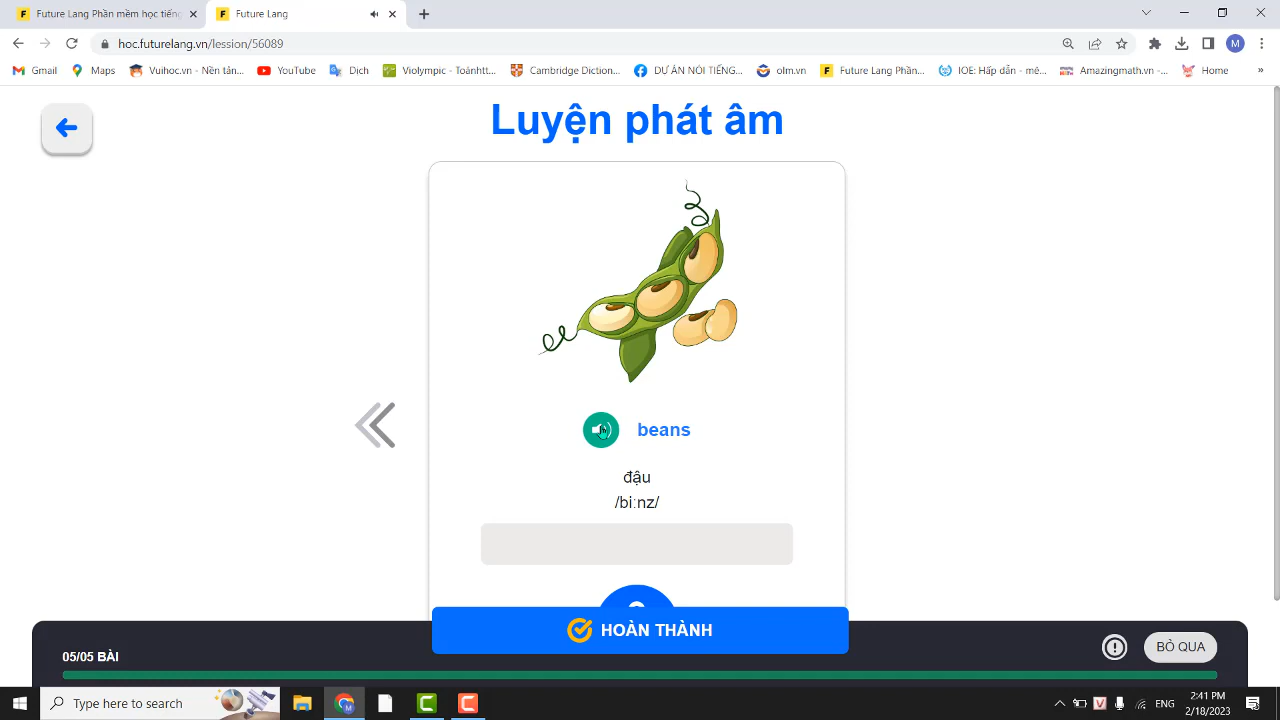 Future Lang Phần mềm học tiếng
Future Lang
hoc.futurelang.vn/lession/56089
M
Gmail
Maps
Vuihoc.vn - Nền tản...
YouTube
Dịch
Violympic - Toánhtt...
Cambridge Diction...
DỰ ÁN NÓI TIẾNG...
olm.vn
Future Lang Phần...
IOE: Hấp dẫn - mê...
Amazingmath.vn -...
Home
»
Luyện phát âm
beans
đậu
/biːnz/
HOÀN THÀNH
05/05 BÀI
BỎ QUA
Type here to search
ENG
2:41 PM
2/18/2023